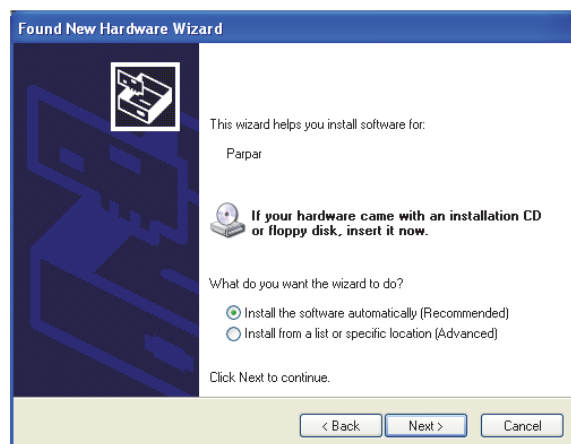 Found New Hardware Wizard
This wizard helps you install software for:
Parpar
If your hardware came with an installation CD
or floppy disk, insert it now.
What do you want the wizard to do?
Install the software automatically (Recommended)
Install from a list or specific location (Advanced)
Click Next to continue.
< Back Next > Cancel